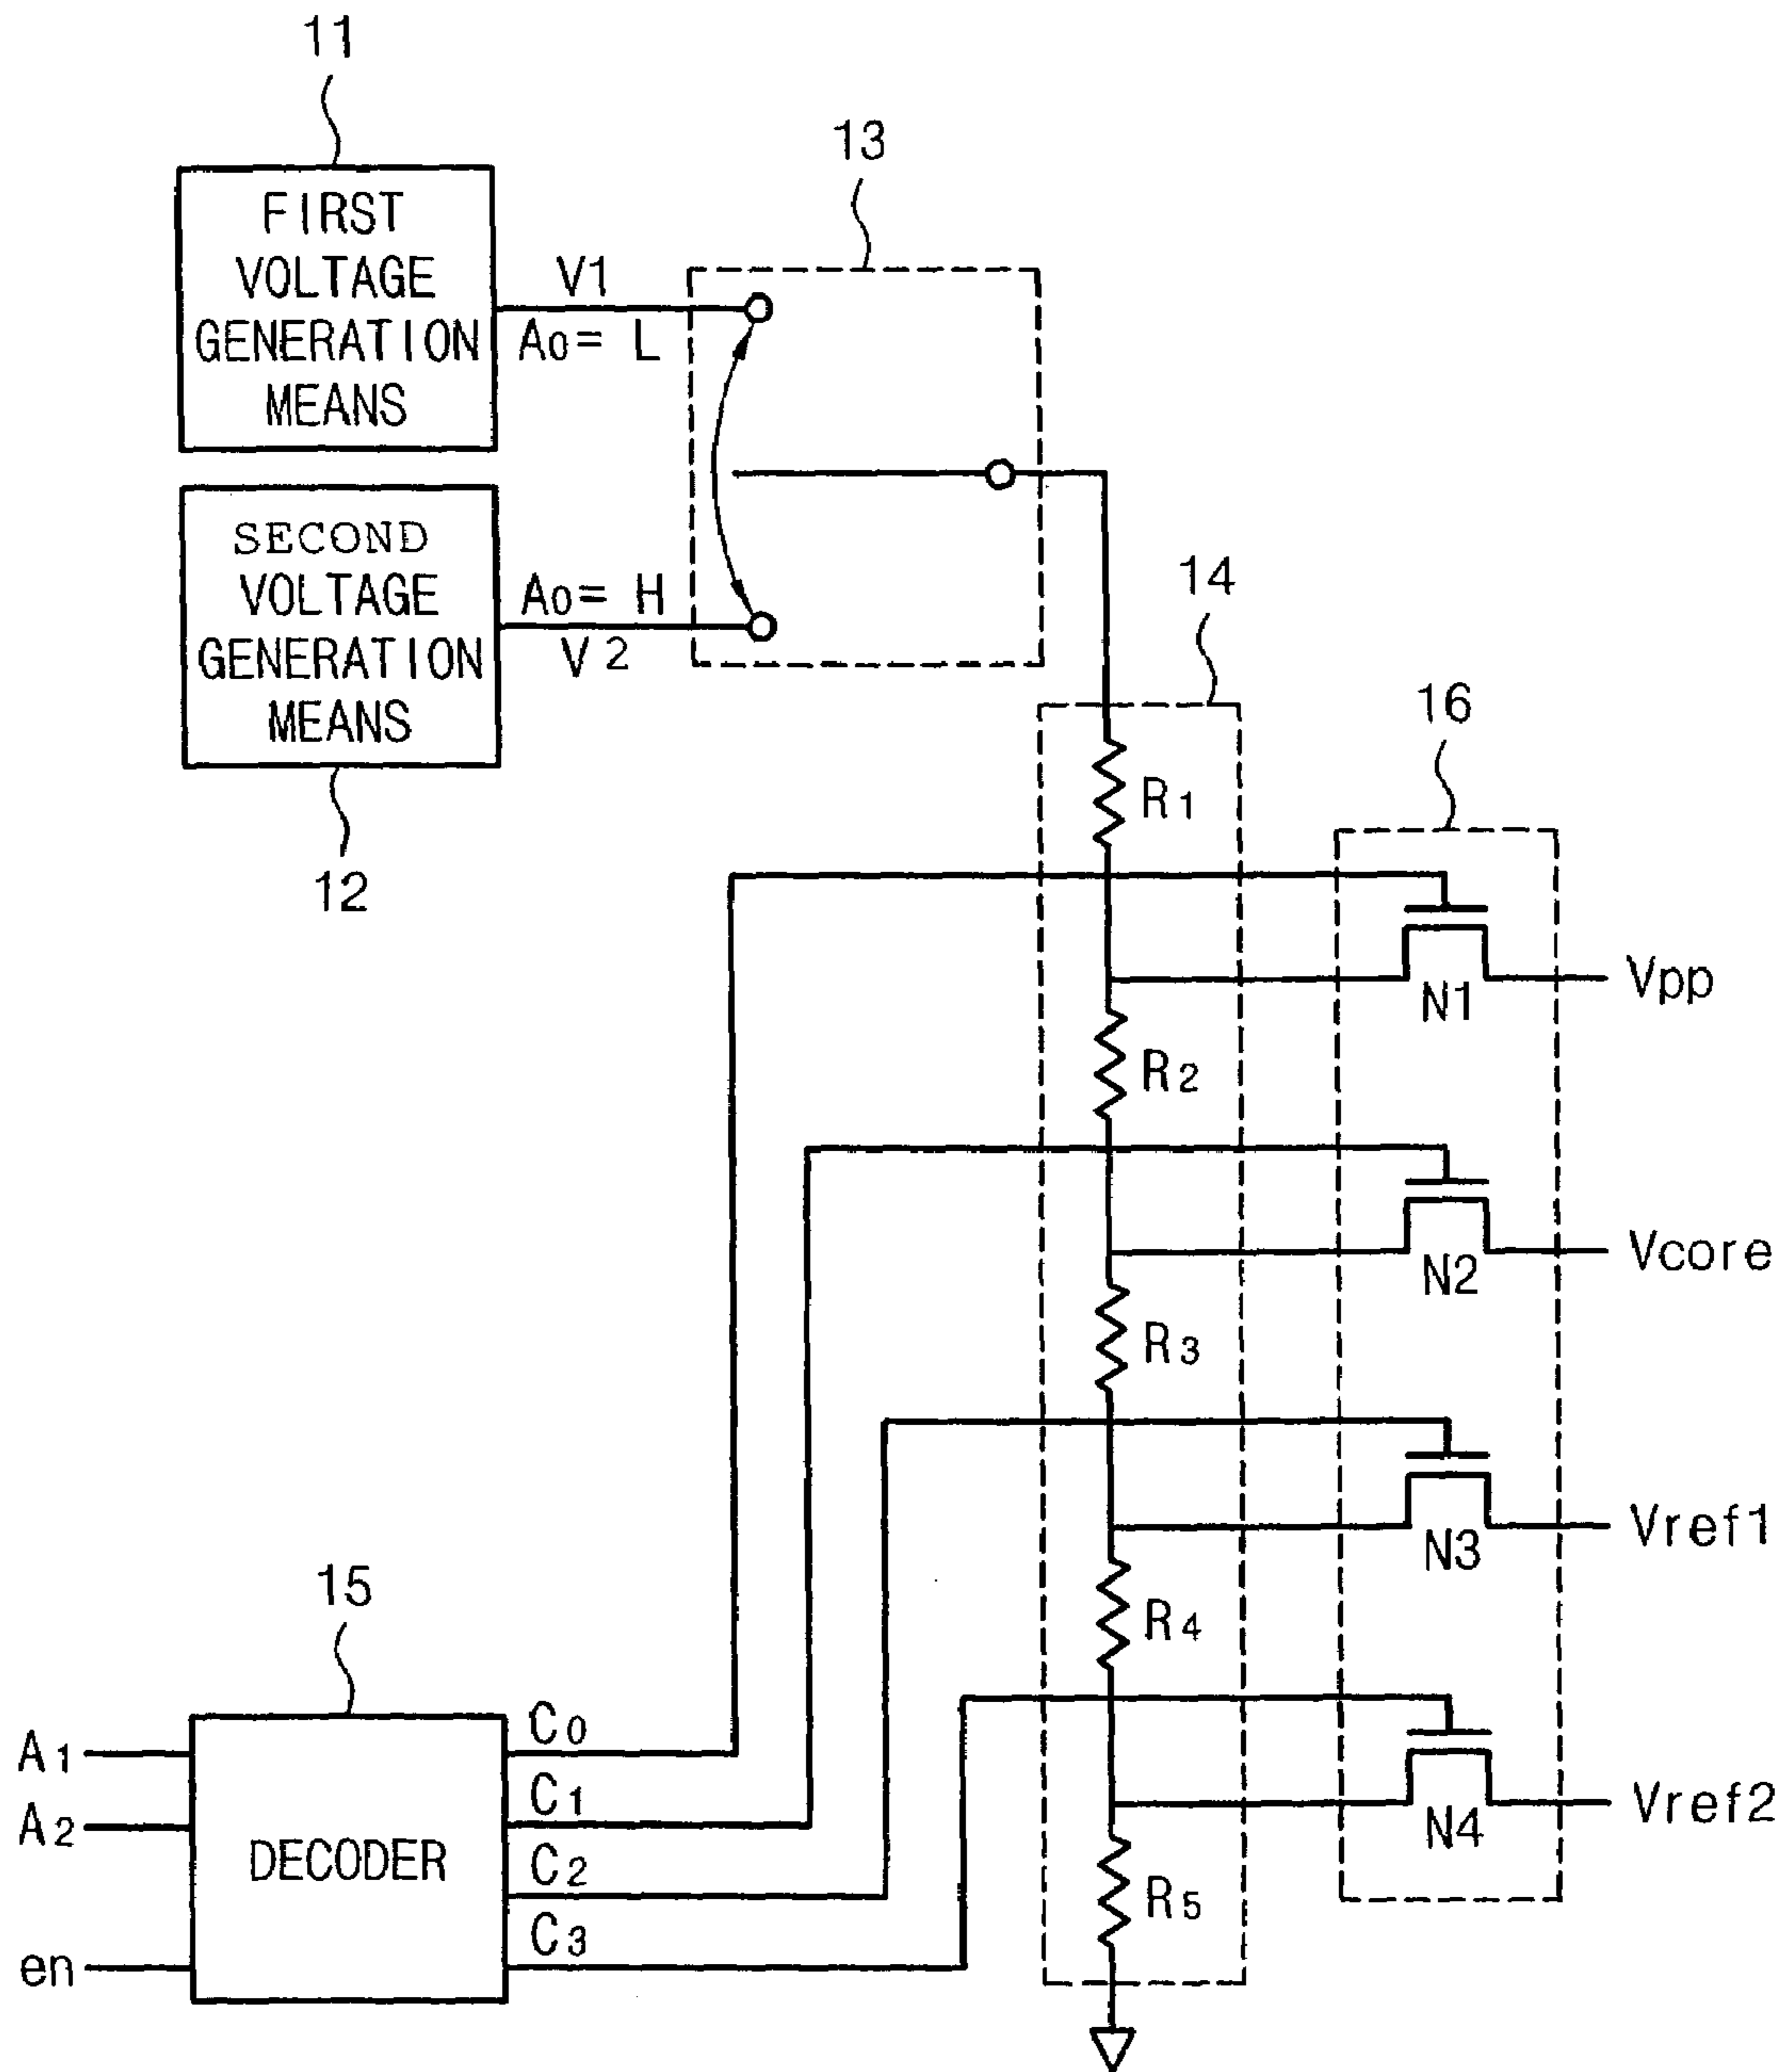 11
FIRST
VOLTAGE
GENERATION
MEANS
V1
A0= L
13
SECOND
VOLTAGE
GENERATION
MEANS
A0= H
V2
12
14
R1
R2
R3
R4
R5
16
N1
Vpp
N2
Vcore
N3
Vref1
N4
Vref2
15
A1
A2
en
DECODER
C0
C1
C2
C3